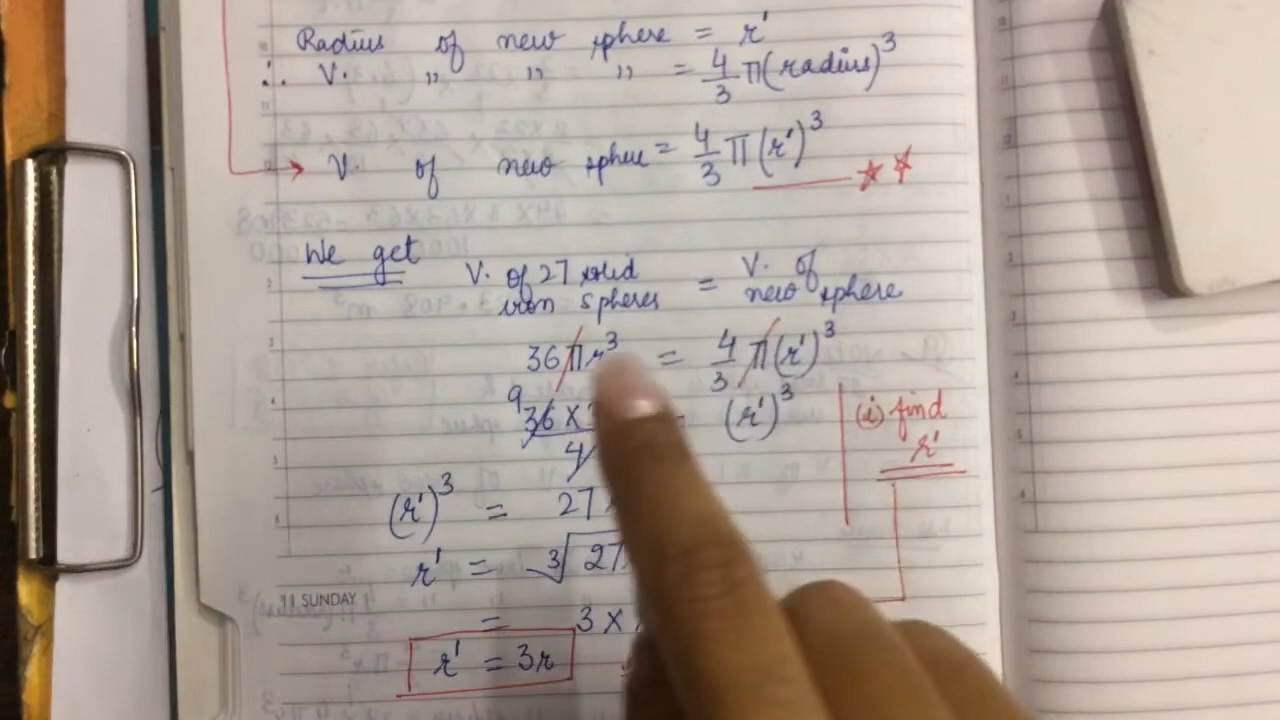 Radius of new sphere = r'
∴ V. " " " = 4/3 π(radius)³
V. of new sphere = 4/3 π(r')³
We get
V. of 27 solid iron spheres = V. of new sphere
36πr³ = 4/3 π(r')³
9
36 × = (r')³
4
(i) find r'
(r')³ = 27
r' = ³√27
11 SUNDAY
= 3 ×
r' = 3r